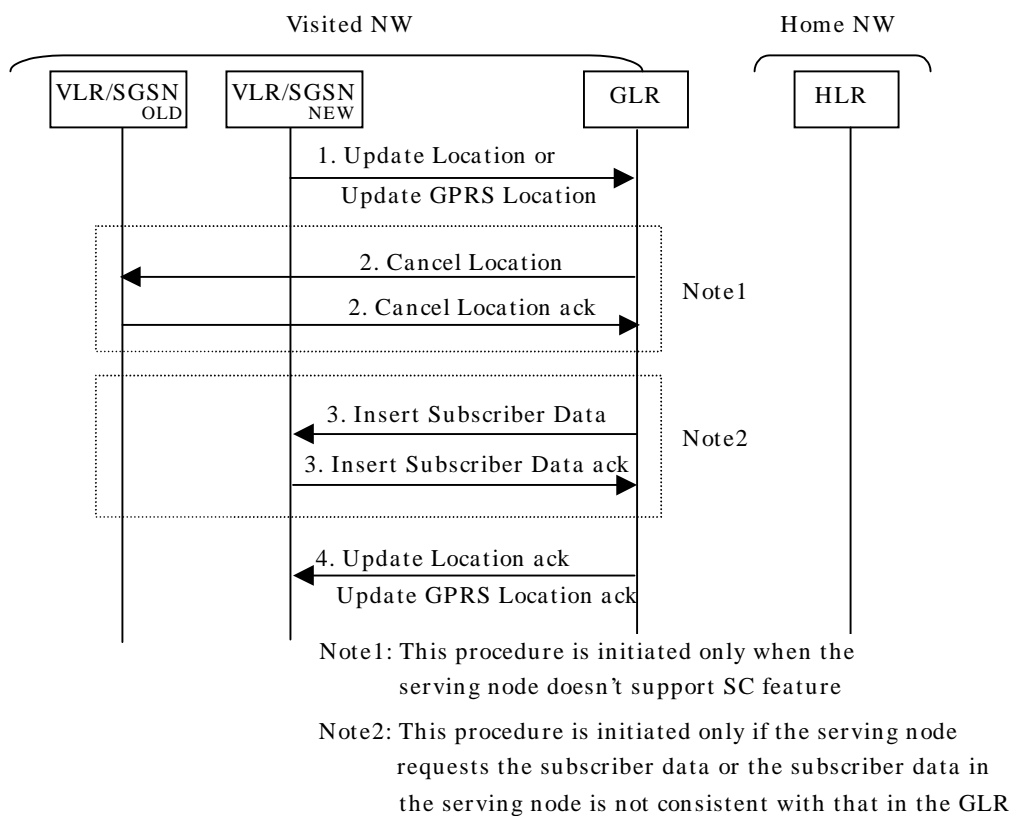 Visited NW
Home NW
VLR/SGSN
OLD
VLR/SGSN
NEW
GLR
HLR
1. Update Location or
Update GPRS Location
2. Cancel Location
Note1
2. Cancel Location ack
3. Insert Subscriber Data
Note2
3. Insert Subscriber Data ack
4. Update Location ack
Update GPRS Location ack
Note1: This procedure is initiated only when the
serving node doesn't support SC feature
Note2: This procedure is initiated only if the serving node
requests the subscriber data or the subscriber data in
the serving node is not consistent with that in the GLR